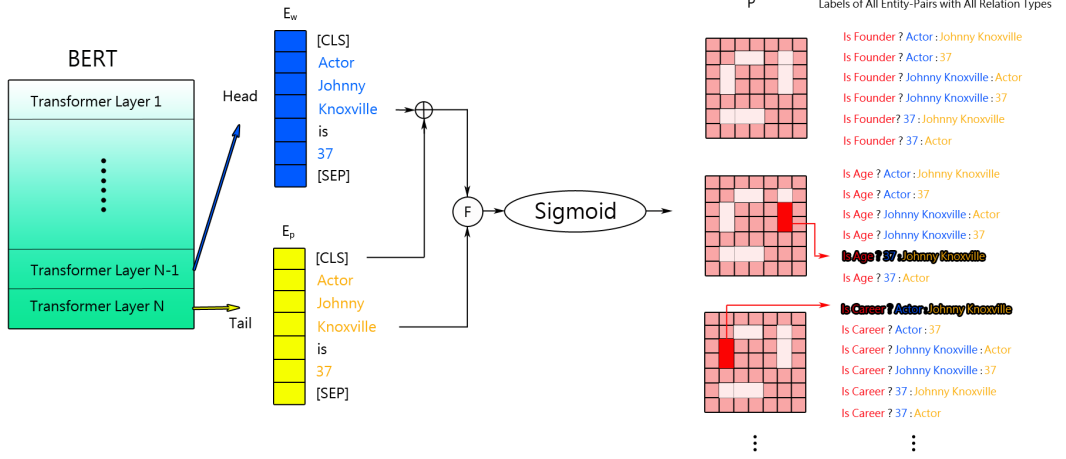 BERT
Transformer Layer 1
Transformer Layer N-1
Transformer Layer N
Head
Tail
E_w
[CLS]
Actor
Johnny
Knoxville
is
37
[SEP]
E_p
[CLS]
Actor
Johnny
Knoxville
is
37
[SEP]
F
Sigmoid
P
Labels of All Entity-Pairs with All Relation Types
Is Founder ? Actor : Johnny Knoxville
Is Founder ? Actor : 37
Is Founder ? Johnny Knoxville : Actor
Is Founder ? Johnny Knoxville : 37
Is Founder? 37 : Johnny Knoxville
Is Founder ? 37 : Actor
Is Age ? Actor : Johnny Knoxville
Is Age ? Actor : 37
Is Age ? Johnny Knoxville : Actor
Is Age ? Johnny Knoxville : 37
Is Age ? 37 : Johnny Knoxville
Is Age ? 37 : Actor
Is Career ? Actor : Johnny Knoxville
Is Career ? Actor : 37
Is Career ? Johnny Knoxville : Actor
Is Career ? Johnny Knoxville : 37
Is Career ? 37 : Johnny Knoxville
Is Career ? 37 : Actor